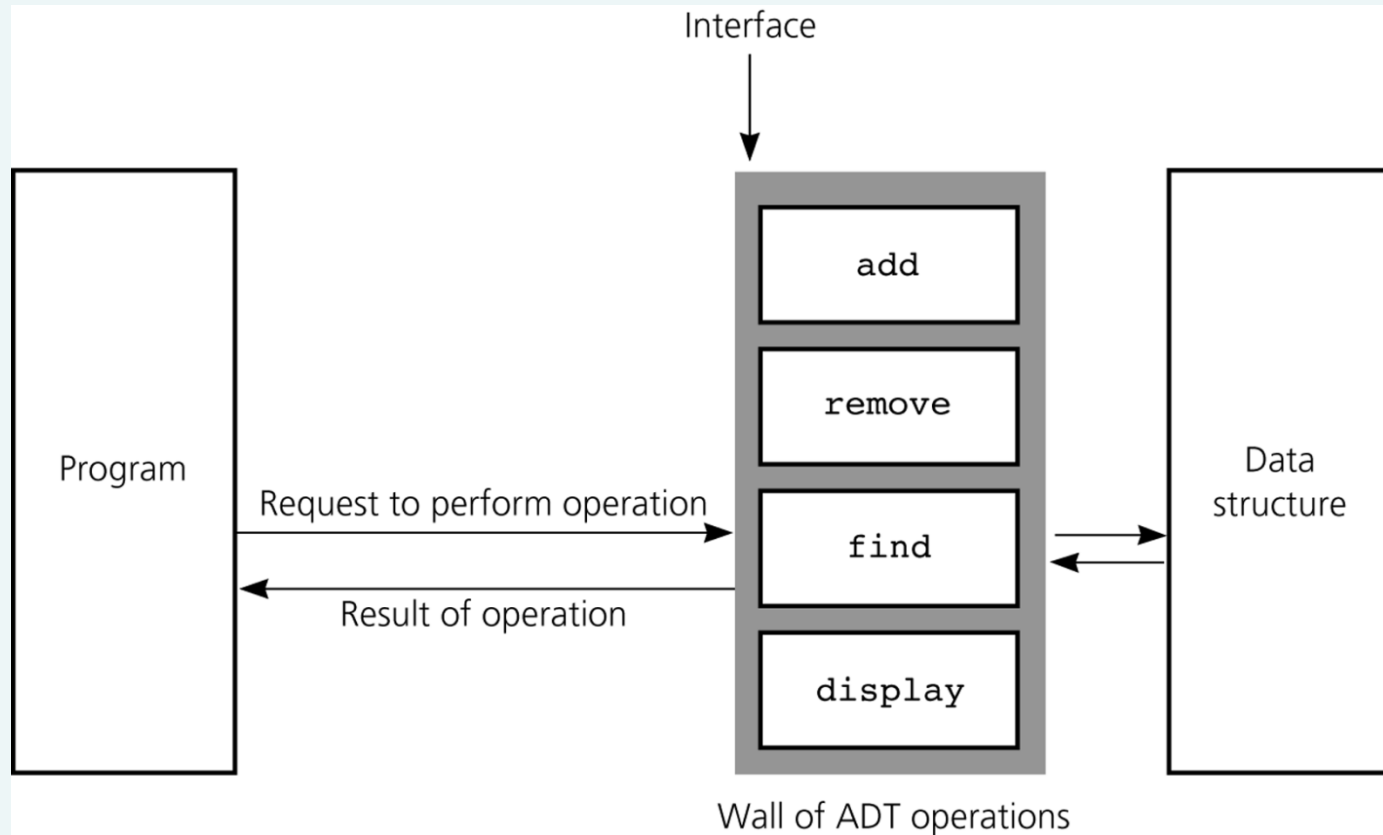 Interface
add
remove
Program
Data
structure
Request to perform operation
find
Result of operation
display
Wall of ADT operations